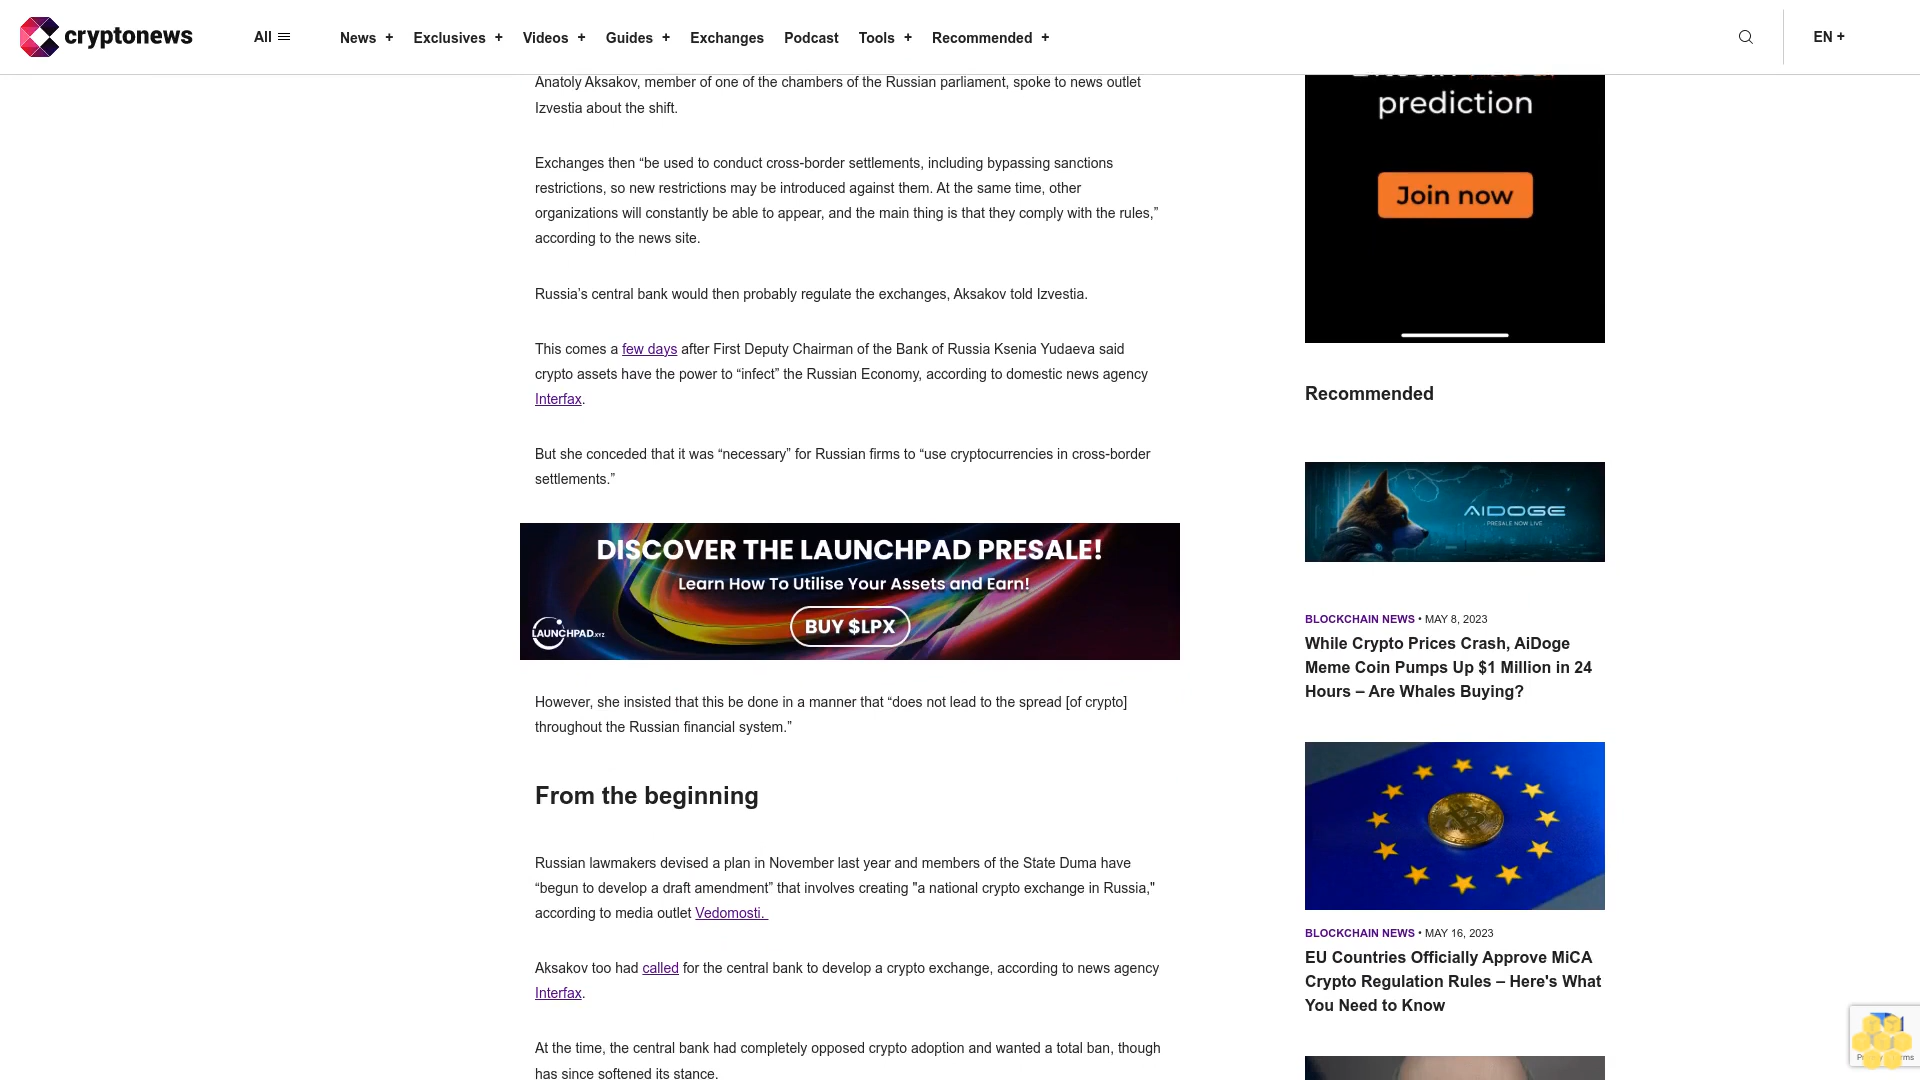 cryptonews
All
News +
Exclusives +
Videos +
Guides +
Exchanges
Podcast
Tools +
Recommended +
EN +
Anatoly Aksakov, member of one of the chambers of the Russian parliament, spoke to news outlet
Izvestia about the shift.
Exchanges then “be used to conduct cross-border settlements, including bypassing sanctions
restrictions, so new restrictions may be introduced against them. At the same time, other
organizations will constantly be able to appear, and the main thing is that they comply with the rules,”
according to the news site.
Russia’s central bank would then probably regulate the exchanges, Aksakov told Izvestia.
This comes a few days after First Deputy Chairman of the Bank of Russia Ksenia Yudaeva said
crypto assets have the power to “infect” the Russian Economy, according to domestic news agency
Interfax.
But she conceded that it was “necessary” for Russian firms to “use cryptocurrencies in cross-border
settlements.”
DISCOVER THE LAUNCHPAD PRESALE!
Learn How To Utilise Your Assets and Earn!
BUY $LPX
LAUNCHPAD.XYZ
However, she insisted that this be done in a manner that “does not lead to the spread [of crypto]
throughout the Russian financial system.”
From the beginning
Russian lawmakers devised a plan in November last year and members of the State Duma have
“begun to develop a draft amendment” that involves creating "a national crypto exchange in Russia,"
according to media outlet Vedomosti.
Aksakov too had called for the central bank to develop a crypto exchange, according to news agency
Interfax.
At the time, the central bank had completely opposed crypto adoption and wanted a total ban, though
has since softened its stance.
prediction
Join now
Recommended
AIDOGE
PRESALE NOW LIVE
BLOCKCHAIN NEWS • MAY 8, 2023
While Crypto Prices Crash, AiDoge
Meme Coin Pumps Up $1 Million in 24
Hours – Are Whales Buying?
BLOCKCHAIN NEWS • MAY 16, 2023
EU Countries Officially Approve MiCA
Crypto Regulation Rules – Here's What
You Need to Know